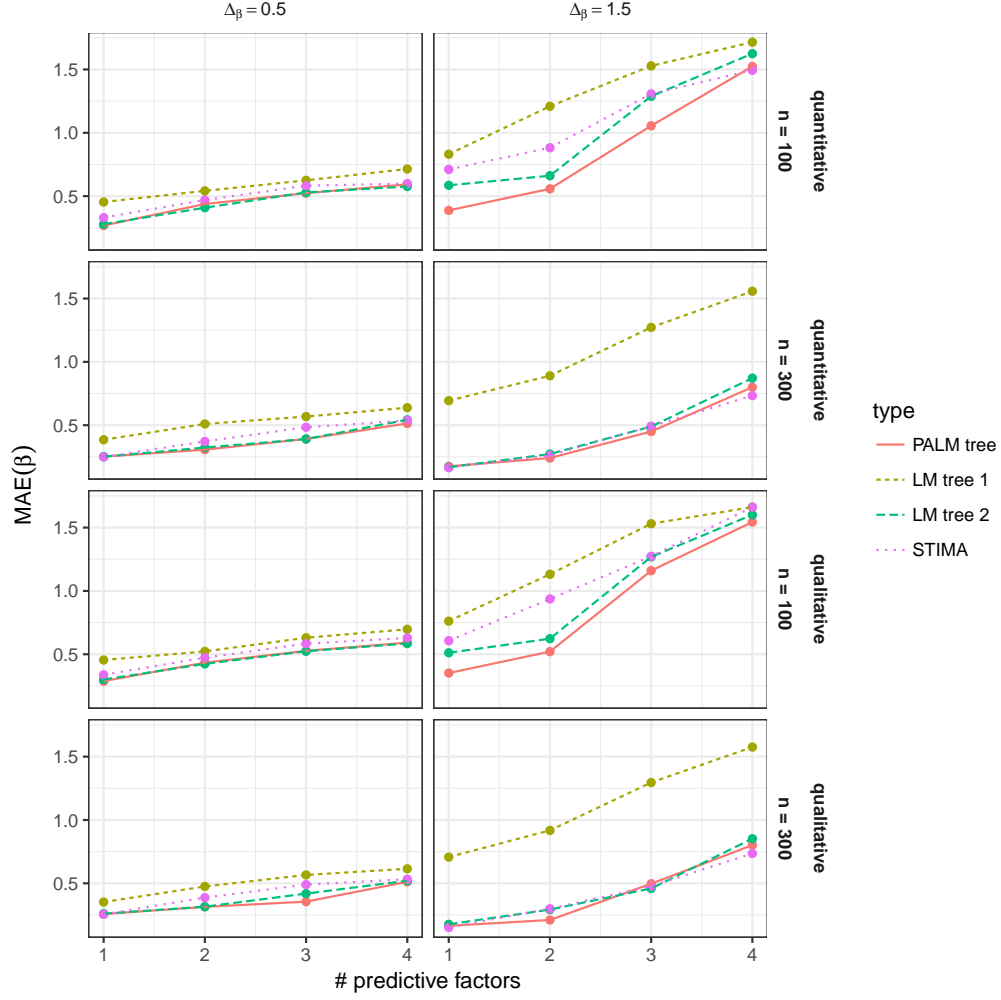 Δβ = 0.5
Δβ = 1.5
1.5
1.0
0.5
quantitative
n = 100
1.5
1.0
0.5
quantitative
n = 300
1.5
1.0
0.5
qualitative
n = 100
1.5
1.0
0.5
qualitative
n = 300
1 2 3 4
1 2 3 4
# predictive factors
MAE(β)
type
PALM tree
LM tree 1
LM tree 2
STIMA